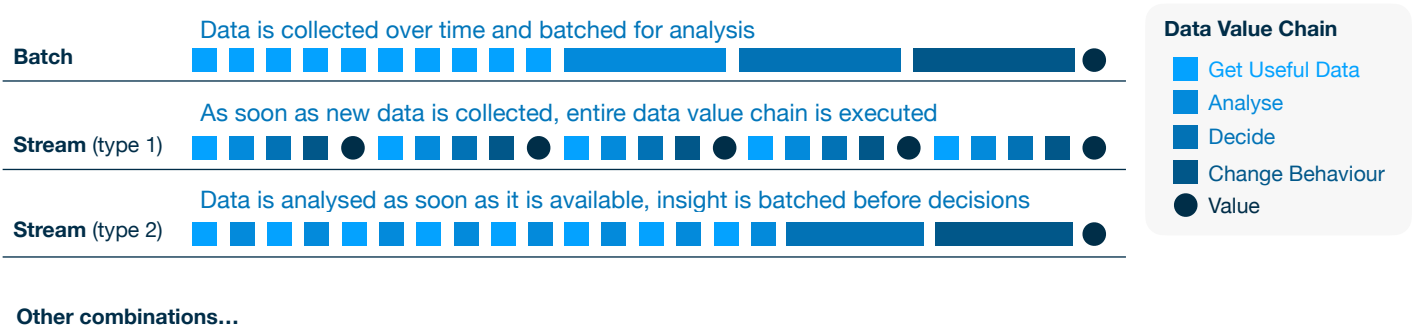 Data is collected over time and batched for analysis
Batch
As soon as new data is collected, entire data value chain is executed
Stream (type 1)
Data is analysed as soon as it is available, insight is batched before decisions
Stream (type 2)
Other combinations...
Data Value Chain
Get Useful Data
Analyse
Decide
Change Behaviour
Value